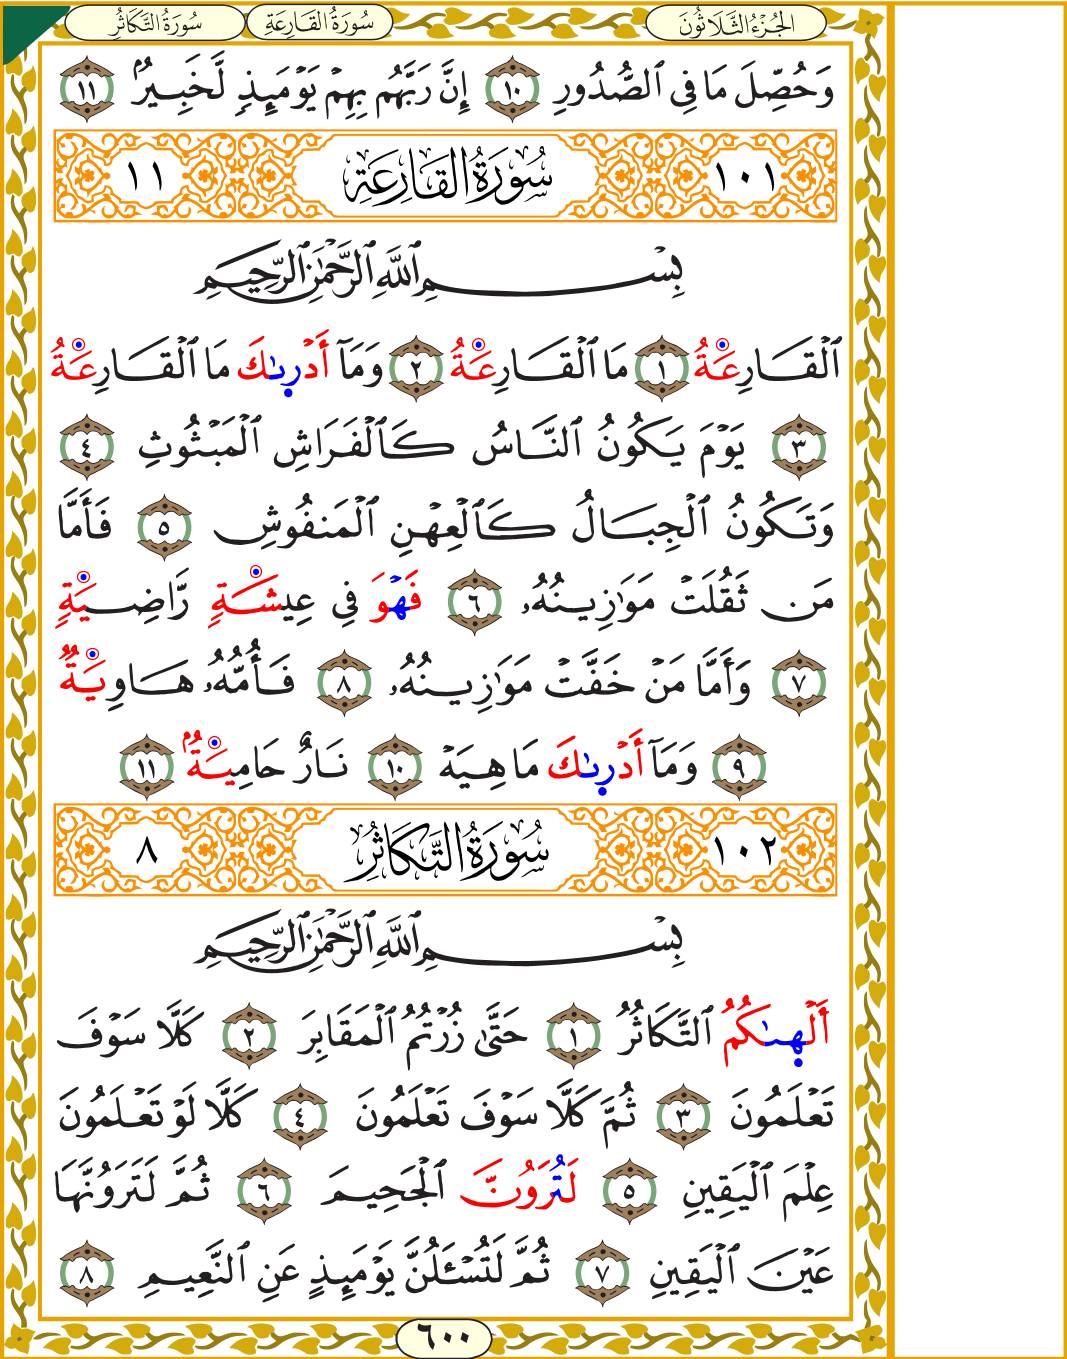 الجُزْءُ الثَّلَاثُونَ سُورَةُ القَارِعَةِ سُورَةُ التَّكَاثُرِ
وَحُصِّلَ مَا فِي ٱلصُّدُورِ ١٠ إِنَّ رَبَّهُم بِهِمْ يَوْمَئِذٍ لَّخَبِيرٌۢ ١١
١٠١ سُورَةُ القَارِعَةِ ١١
بِسْمِ ٱللَّهِ ٱلرَّحْمَٰنِ ٱلرَّحِيمِ
ٱلْقَارِعَةُ ١ مَا ٱلْقَارِعَةُ ٢ وَمَآ أَدْرِىٰكَ مَا ٱلْقَارِعَةُ
٣ يَوْمَ يَكُونُ ٱلنَّاسُ كَٱلْفَرَاشِ ٱلْمَبْثُوثِ ٤
وَتَكُونُ ٱلْجِبَالُ كَٱلْعِهْنِ ٱلْمَنفُوشِ ٥ فَأَمَّا
مَن ثَقُلَتْ مَوَٰزِينُهُۥ ٦ فَهْوَ فِي عِيشَةٍ رَّاضِيَةٍ
٧ وَأَمَّا مَنْ خَفَّتْ مَوَٰزِينُهُۥ ٨ فَأُمُّهُۥ هَاوِيَةٌ
٩ وَمَآ أَدْرِىٰكَ مَا هِيَهْ ١٠ نَارٌ حَامِيَةٌۢ ١١
١٠٢ سُورَةُ التَّكَاثُرِ ٨
بِسْمِ ٱللَّهِ ٱلرَّحْمَٰنِ ٱلرَّحِيمِ
أَلْهِىٰكُمُ ٱلتَّكَاثُرُ ١ حَتَّىٰ زُرْتُمُ ٱلْمَقَابِرَ ٢ كَلَّا سَوْفَ
تَعْلَمُونَ ٣ ثُمَّ كَلَّا سَوْفَ تَعْلَمُونَ ٤ كَلَّا لَوْ تَعْلَمُونَ
عِلْمَ ٱلْيَقِينِ ٥ لَتُرَوُنَّ ٱلْجَحِيمَ ٦ ثُمَّ لَتَرَوُنَّهَا
عَيْنَ ٱلْيَقِينِ ٧ ثُمَّ لَتُسْـَٔلُنَّ يَوْمَئِذٍ عَنِ ٱلنَّعِيمِ ٨
٦٠٠